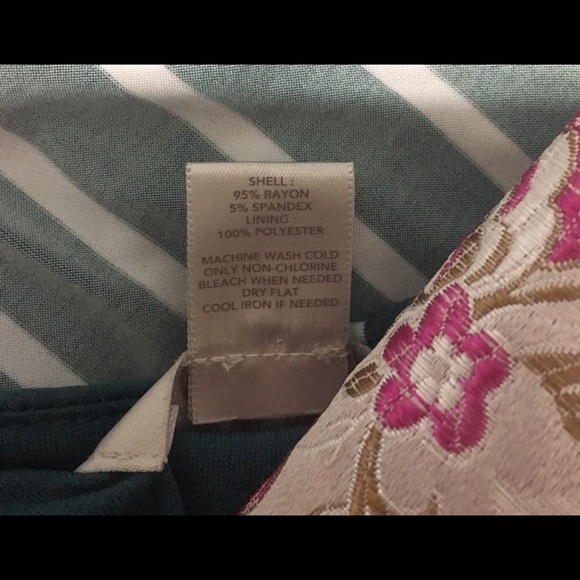 SHELL :
95% RAYON
5% SPANDEX
LINING :
100% POLYESTER
MACHINE WASH COLD
ONLY NON-CHLORINE
BLEACH WHEN NEEDED
DRY FLAT
COOL IRON IF NEEDED